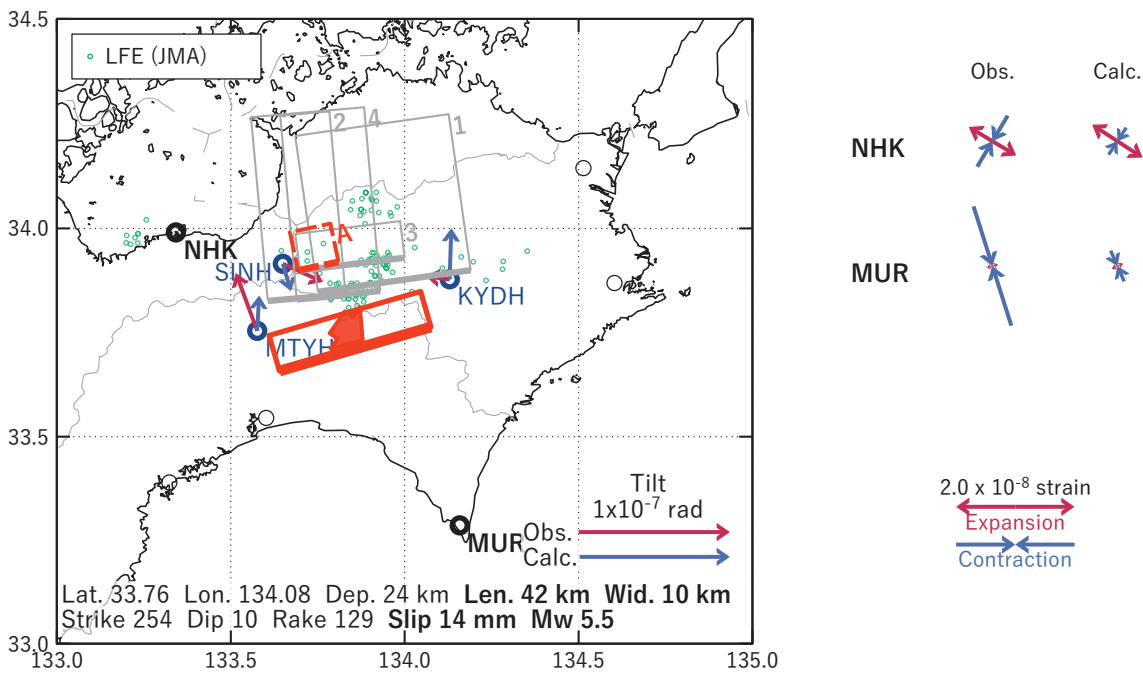 34.5
34.0
33.5
33.0
133.0
133.5
134.0
134.5
135.0
LFE (JMA)
2
4
1
3
A
NHK
SINH
KYDH
MTYH
MUR
Tilt
1x10⁻⁷ rad
Obs.
Calc.
Lat. 33.76 Lon. 134.08 Dep. 24 km Len. 42 km Wid. 10 km
Strike 254 Dip 10 Rake 129 Slip 14 mm Mw 5.5
Obs. Calc.
NHK
MUR
2.0 x 10⁻⁸ strain
Expansion
Contraction